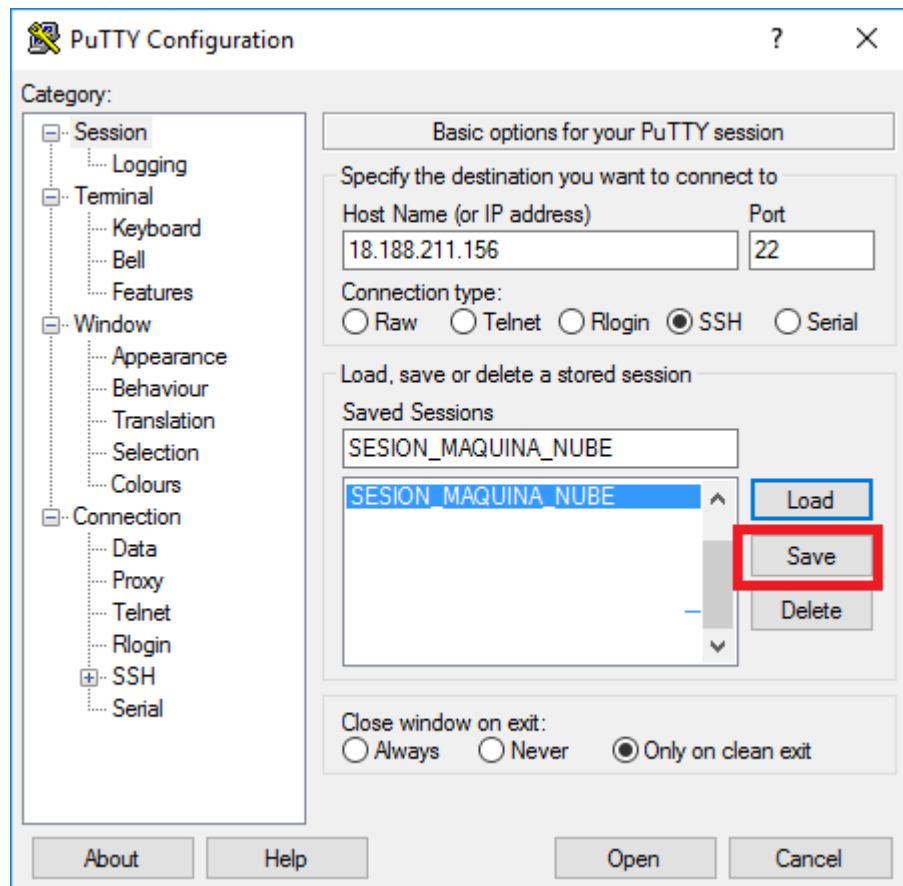 PuTTY Configuration
?
Category:
Session
Logging
Terminal
Keyboard
Bell
Features
Window
Appearance
Behaviour
Translation
Selection
Colours
Connection
Data
Proxy
Telnet
Rlogin
SSH
Serial
Basic options for your PuTTY session
Specify the destination you want to connect to
Host Name (or IP address) Port
18.188.211.156 22
Connection type:
Raw Telnet Rlogin SSH Serial
Load, save or delete a stored session
Saved Sessions
SESION_MAQUINA_NUBE
SESION_MAQUINA_NUBE
Load
Save
Delete
Close window on exit:
Always Never Only on clean exit
About Help Open Cancel